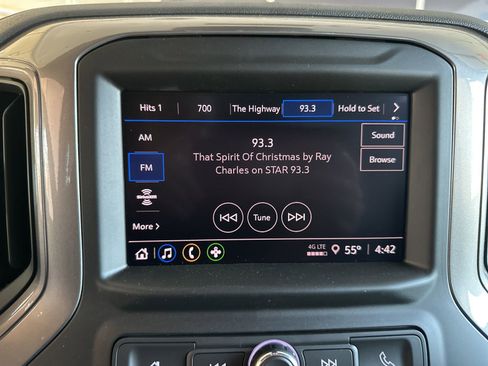 Hits 1 700 The Highway 93.3 Hold to Set
AM
FM
More
93.3
That Spirit Of Christmas by Ray
Charles on STAR 93.3
Tune
Sound
Browse
4G LTE 55° 4:42